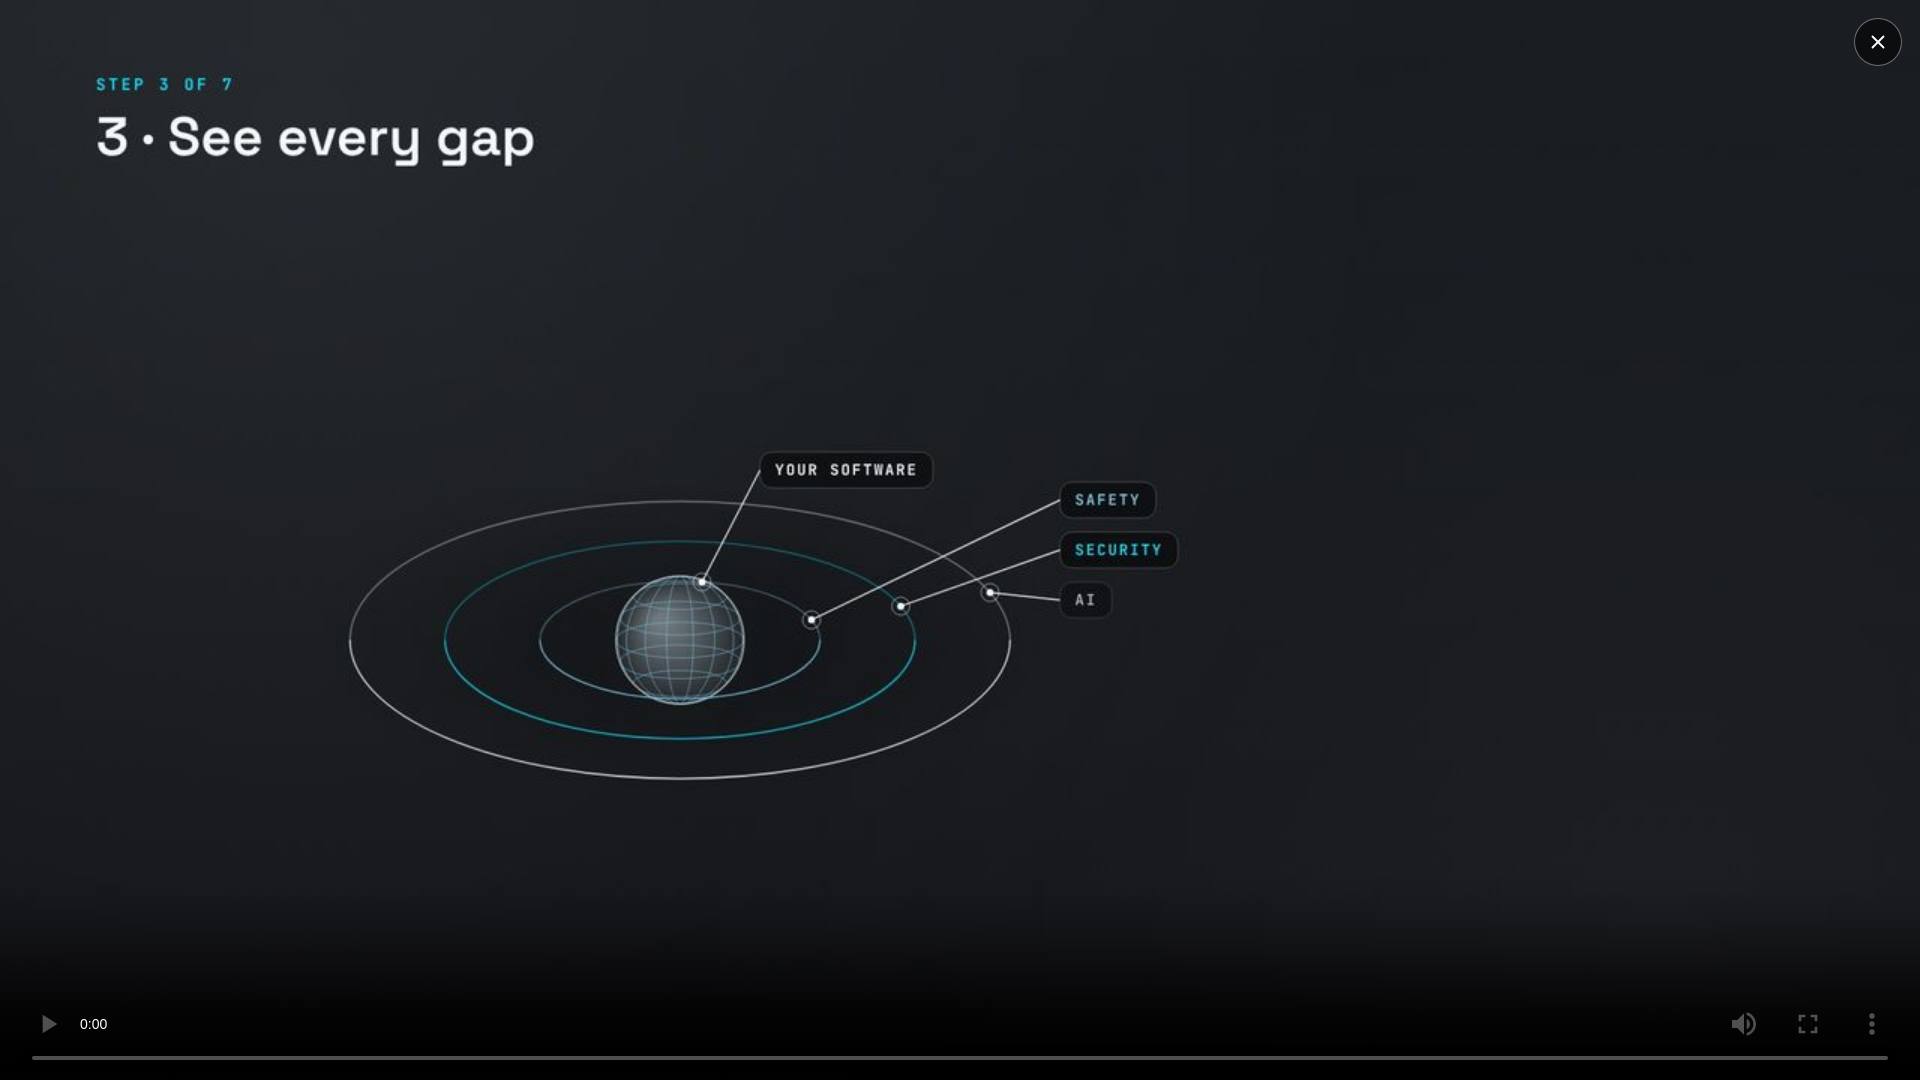 STEP 3 OF 7
3 · See every gap
YOUR SOFTWARE
SAFETY
SECURITY
AI
0:00